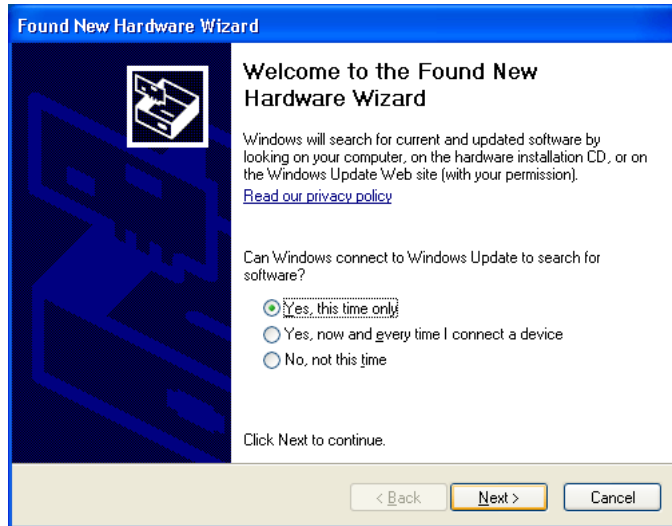 Found New Hardware Wizard
Welcome to the Found New
Hardware Wizard
Windows will search for current and updated software by
looking on your computer, on the hardware installation CD, or on
the Windows Update Web site (with your permission).
Read our privacy policy
Can Windows connect to Windows Update to search for
software?
Yes, this time only
Yes, now and every time I connect a device
No, not this time
Click Next to continue.
< Back
Next >
Cancel